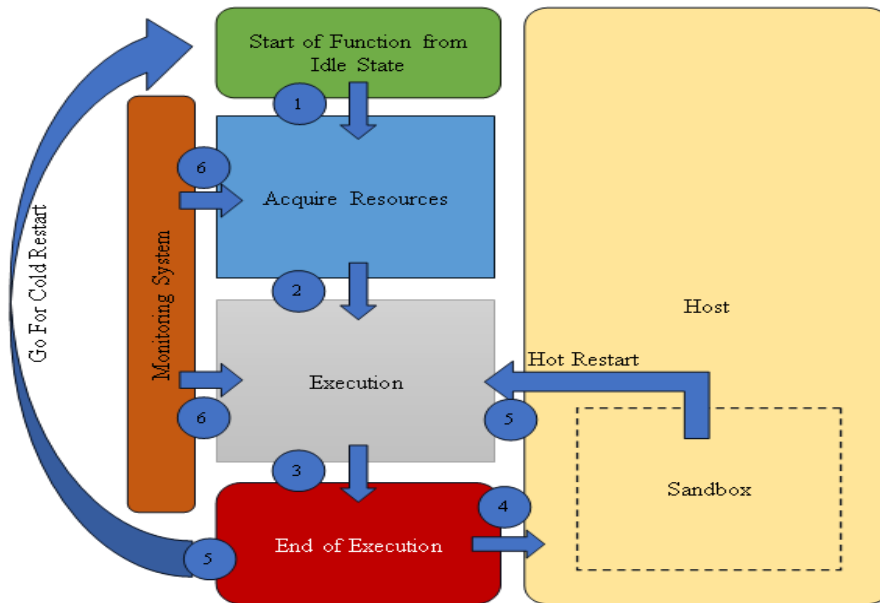 Start of Function from
Idle State
1
6
Acquire Resources
Go For Cold Restart
Monitoring System
2
Host
Hot Restart
Execution
6
5
3
Sandbox
4
End of Execution
5